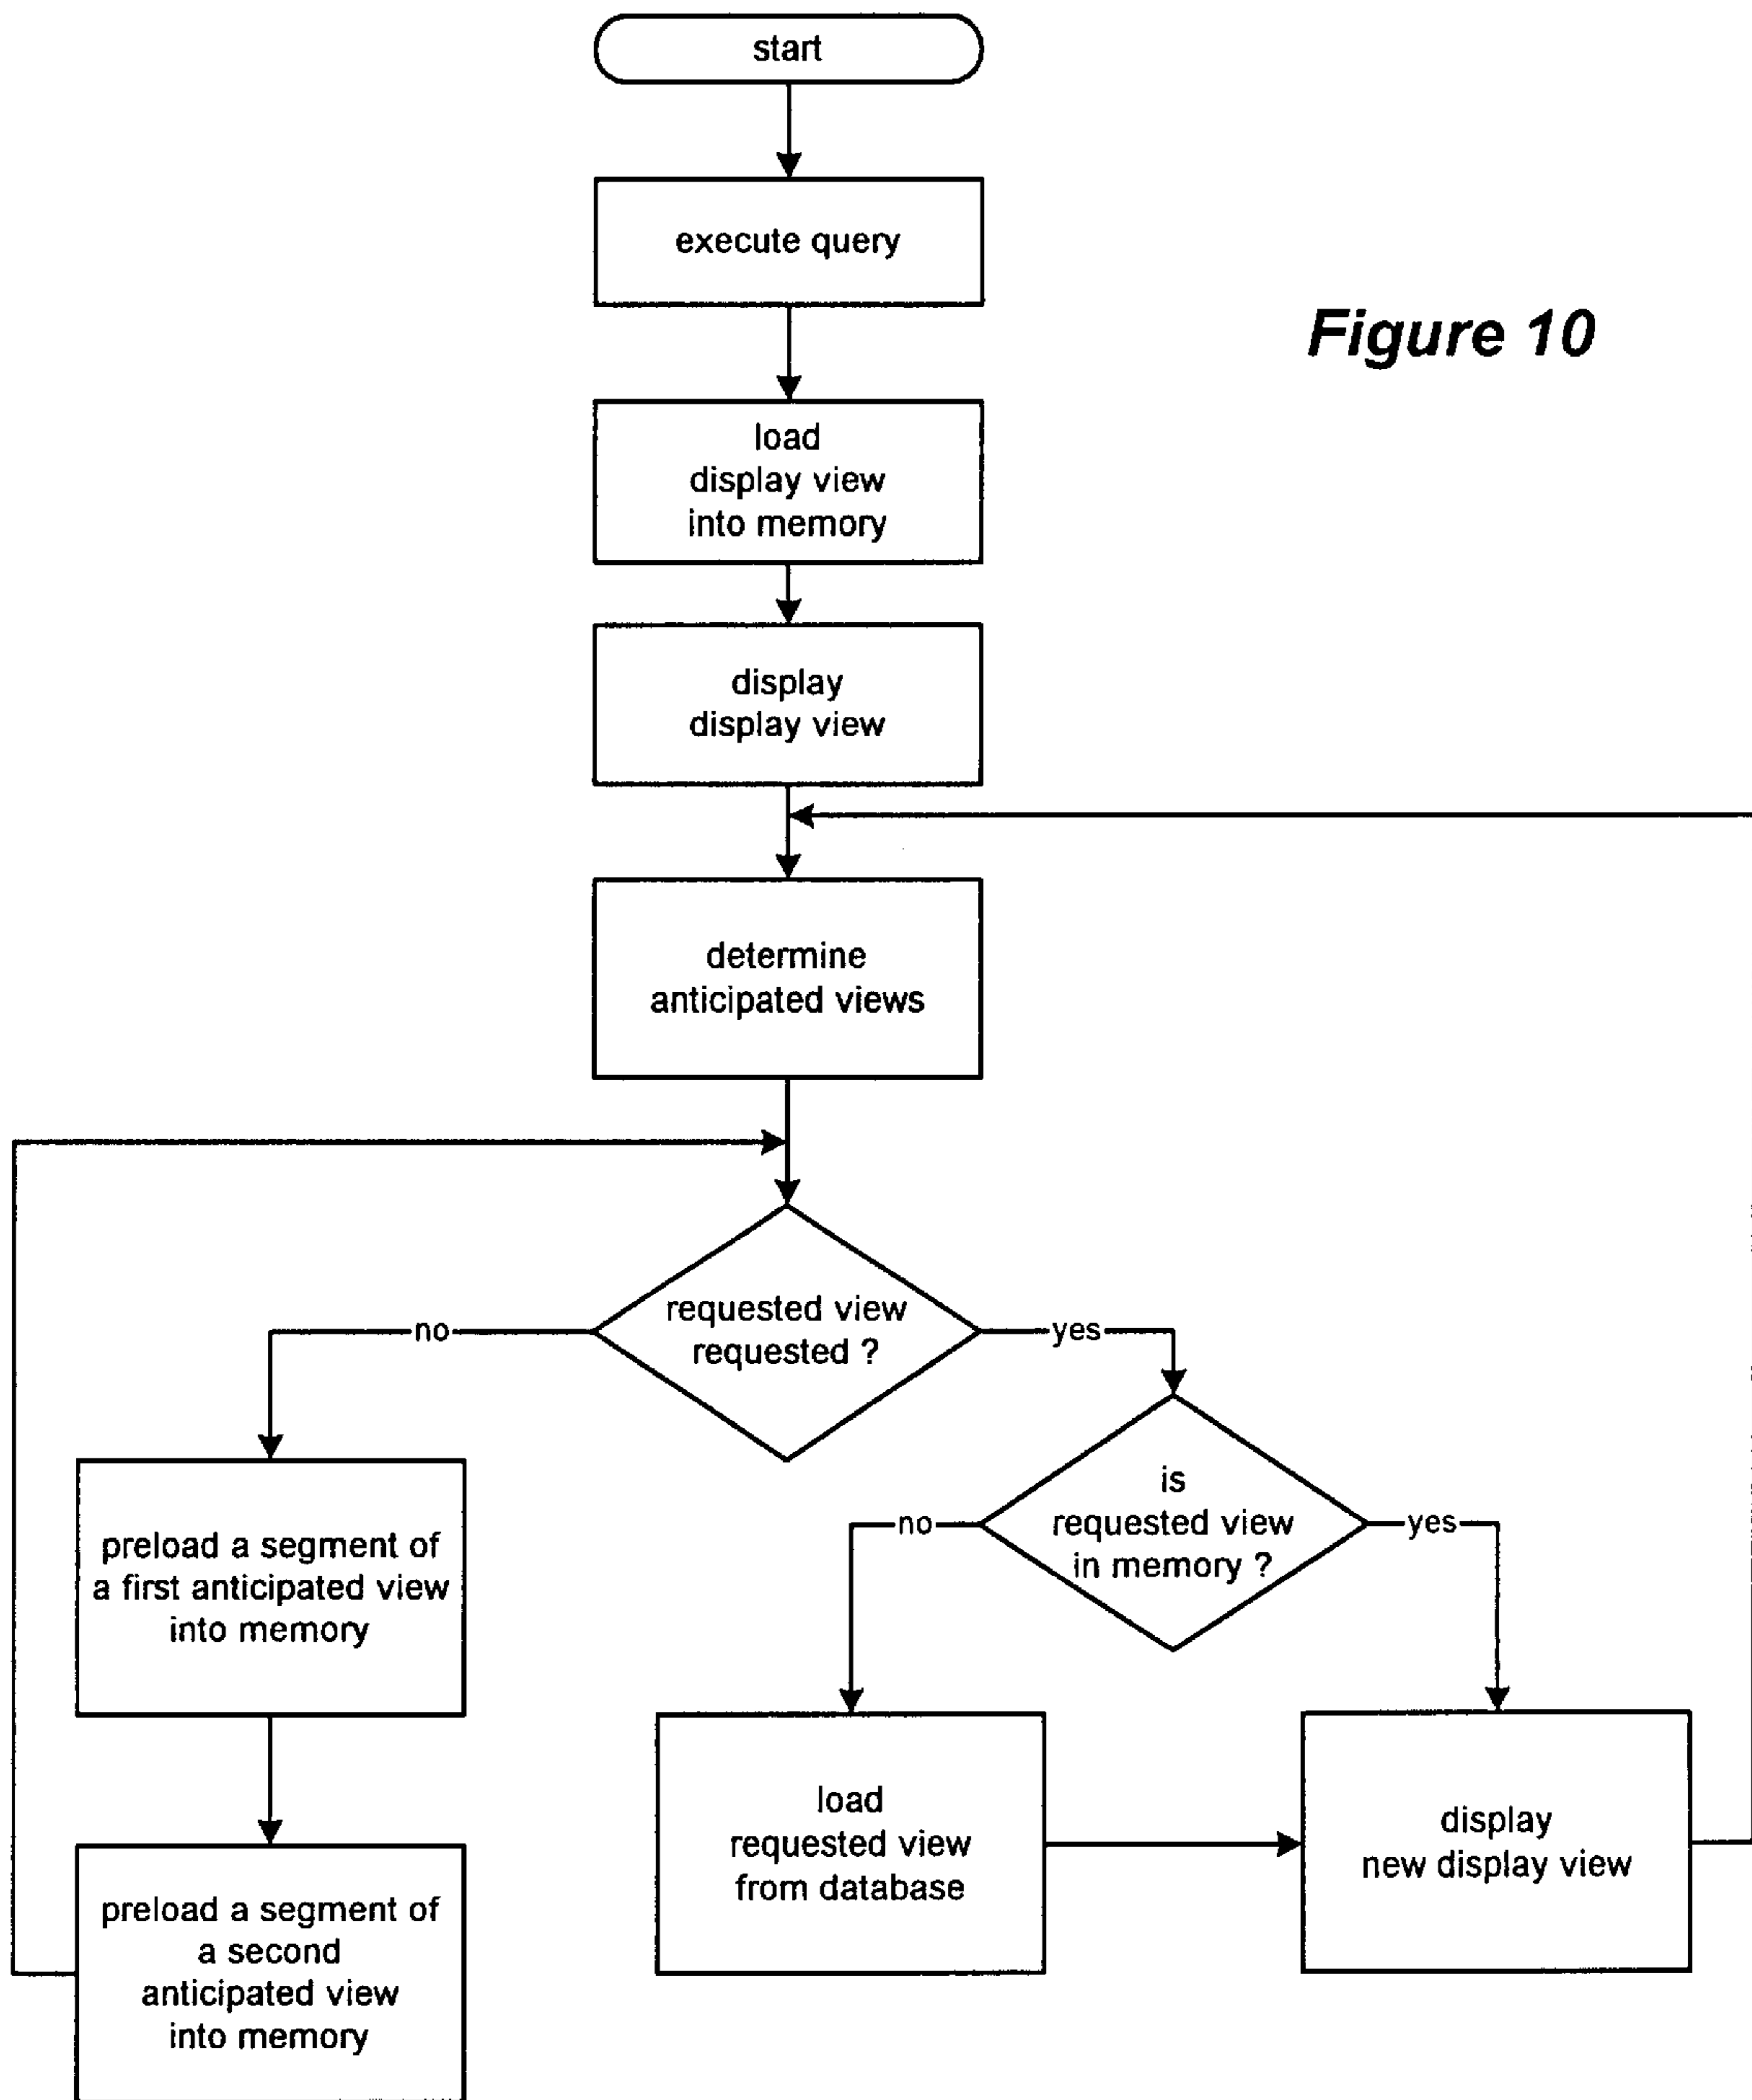 start
execute query
Figure 10
load
display view
into memory
display
display view
determine
anticipated views
requested view
requested ?
no
yes
is
requested view
in memory ?
no
yes
preload a segment of
a first anticipated view
into memory
load
requested view
from database
display
new display view
preload a segment of
a second
anticipated view
into memory